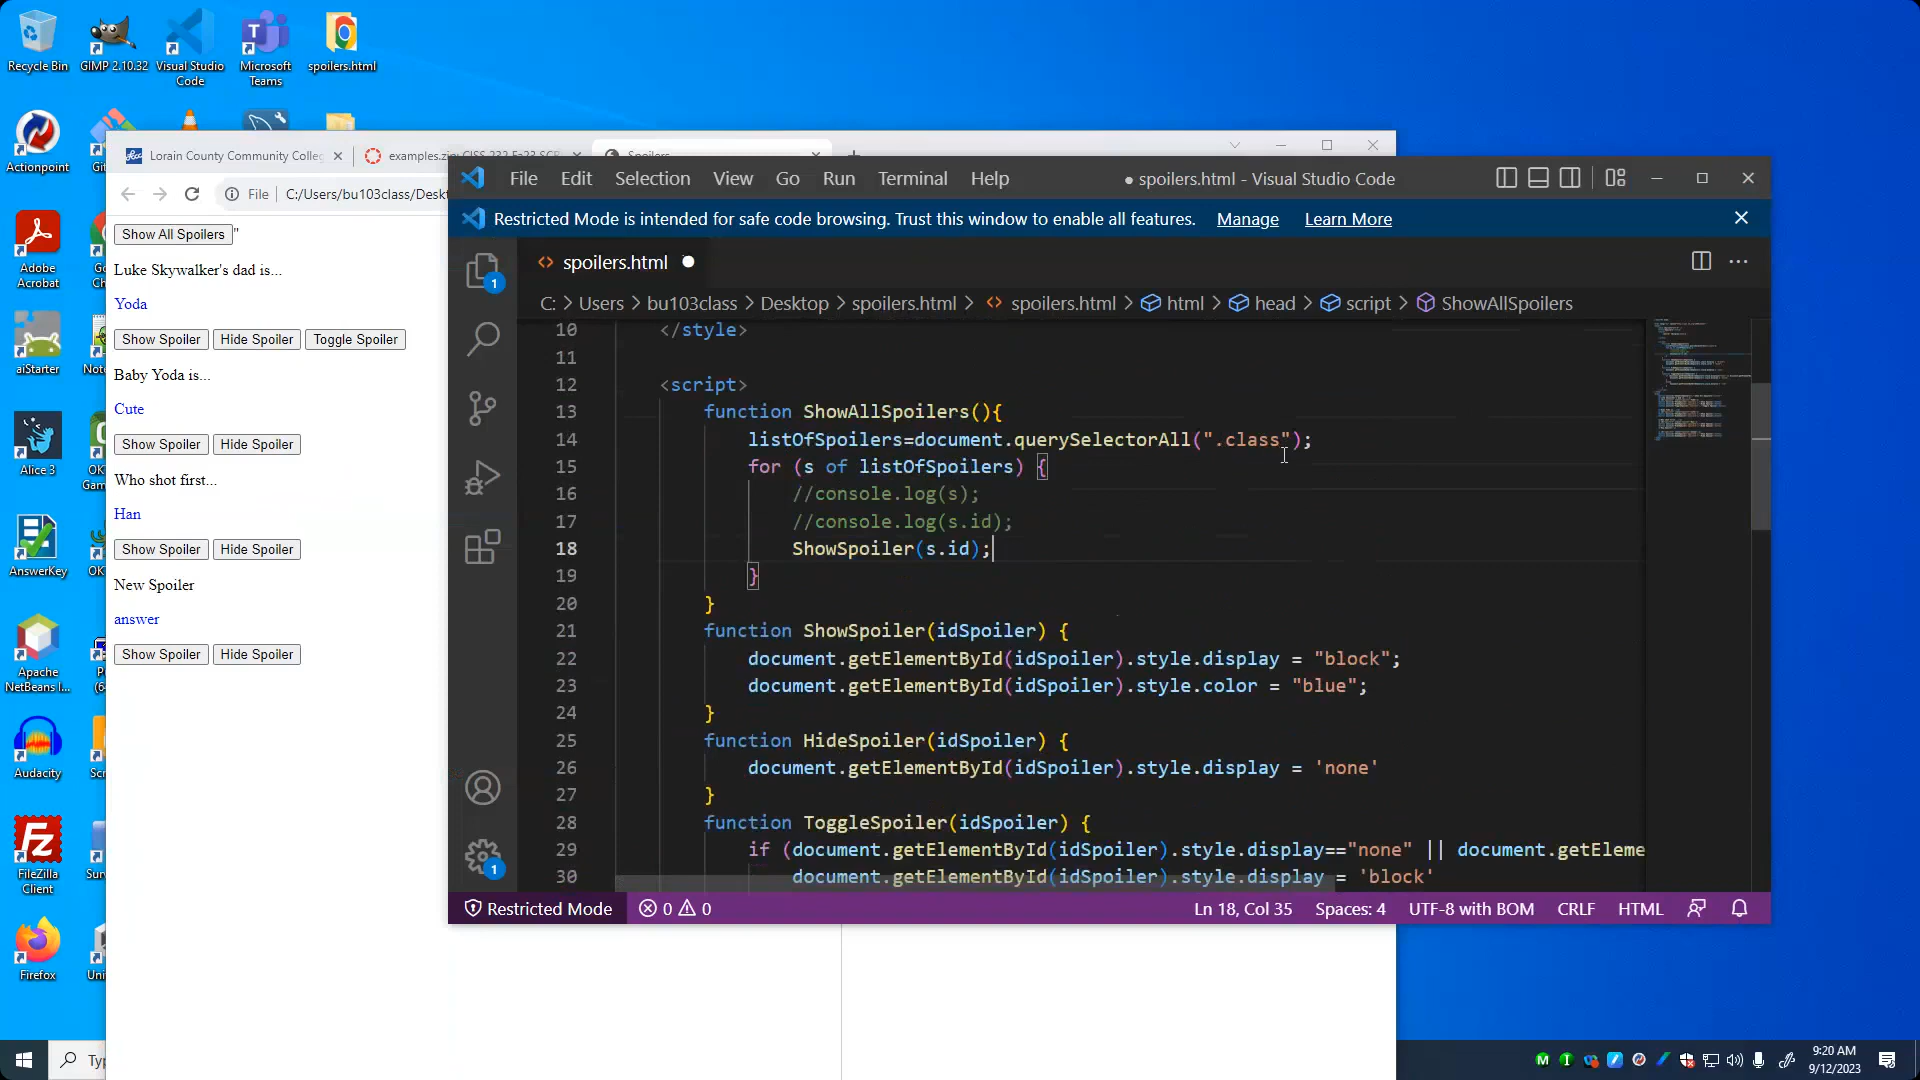 Recycle Bin
GIMP 2.10.32
Visual Studio
Code
Microsoft
Teams
spoilers.html
Actionpoint
Adobe
Acrobat
aiStarter
Alice 3
AnswerKey
Apache
NetBeans I...
Audacity
FileZilla
Client
Firefox
Lorain County Community Colle
examples.zip: CISS 232 Fa23 SCR
Spoilers
File
C:/Users/bu103class/Deskt
Show All Spoilers"
Luke Skywalker's dad is...
Yoda
Show Spoiler Hide Spoiler Toggle Spoiler
Baby Yoda is...
Cute
Show Spoiler Hide Spoiler
Who shot first...
Han
Show Spoiler Hide Spoiler
New Spoiler
answer
Show Spoiler Hide Spoiler
File Edit Selection View Go Run Terminal Help
● spoilers.html - Visual Studio Code
Restricted Mode is intended for safe code browsing. Trust this window to enable all features. Manage Learn More
spoilers.html
C: > Users > bu103class > Desktop > spoilers.html > spoilers.html > html > head > script > ShowAllSpoilers
10 </style>
11
12 <script>
13 function ShowAllSpoilers(){
14 listOfSpoilers=document.querySelectorAll(".class");
15 for (s of listOfSpoilers) {
16 //console.log(s);
17 //console.log(s.id);
18 ShowSpoiler(s.id);
19 }
20 }
21 function ShowSpoiler(idSpoiler) {
22 document.getElementById(idSpoiler).style.display = "block";
23 document.getElementById(idSpoiler).style.color = "blue";
24 }
25 function HideSpoiler(idSpoiler) {
26 document.getElementById(idSpoiler).style.display = 'none'
27 }
28 function ToggleSpoiler(idSpoiler) {
29 if (document.getElementById(idSpoiler).style.display=="none" || document.getEleme
30 document.getElementById(idSpoiler).style.display = 'block'
1
1
Restricted Mode 0 0
Ln 18, Col 35 Spaces: 4 UTF-8 with BOM CRLF HTML
9:20 AM
9/12/2023